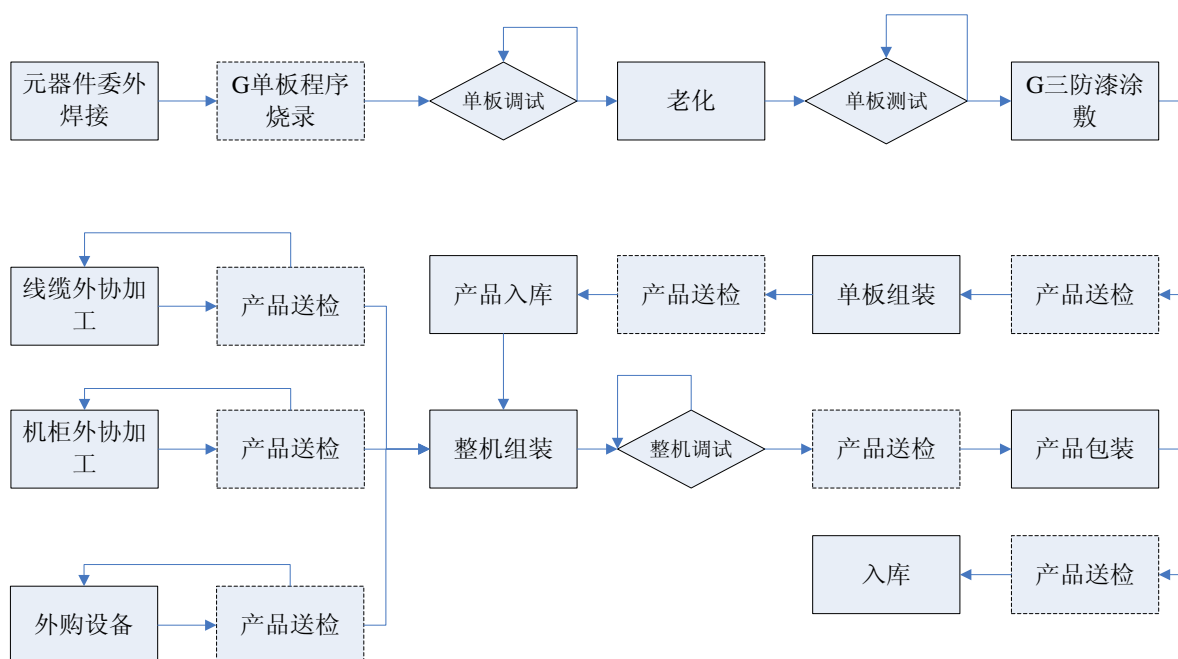 元器件委外
焊接
G单板程序
烧录
单板调试
老化
单板测试
G三防漆涂
敷
线缆外协加
工
产品送检
产品入库
产品送检
单板组装
产品送检
机柜外协加
工
产品送检
整机组装
整机调试
产品送检
产品包装
外购设备
产品送检
入库
产品送检